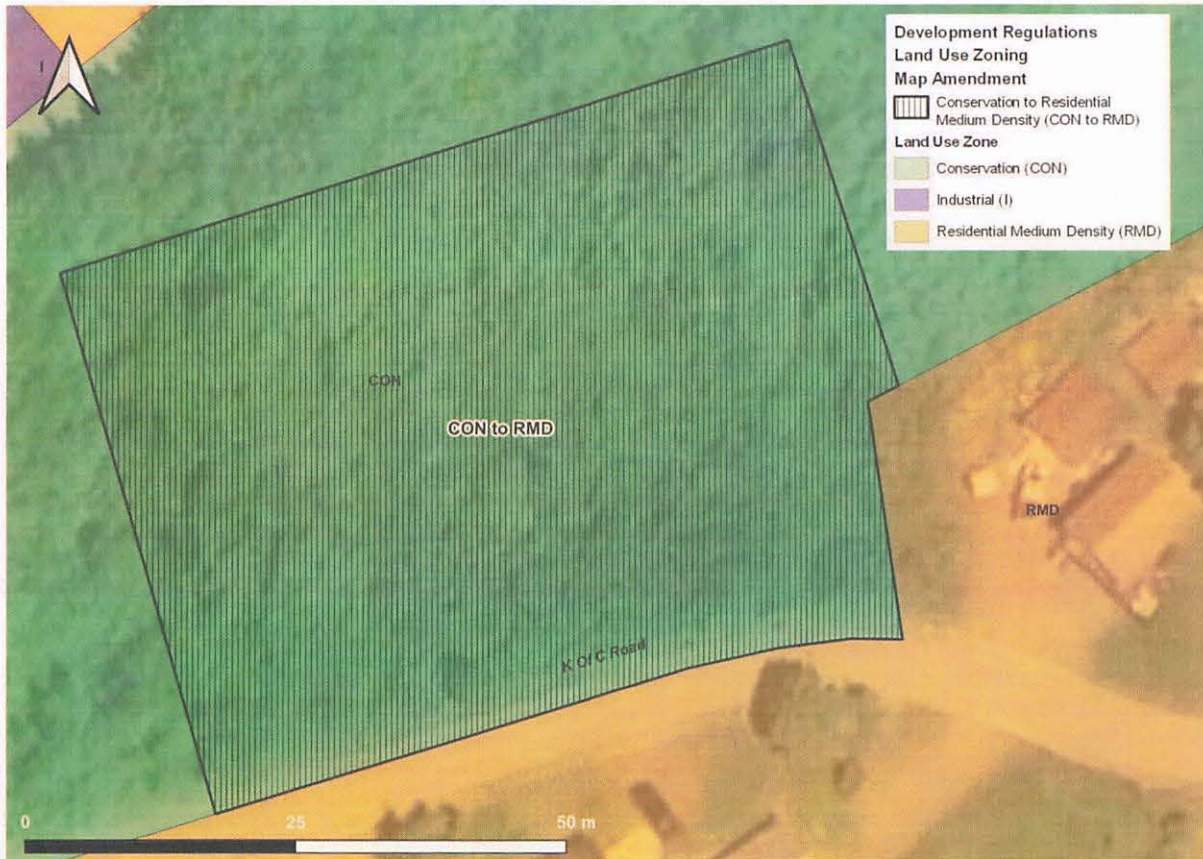 I
Development Regulations
Land Use Zoning
Map Amendment
Conservation to Residential
Medium Density (CON to RMD)
Land Use Zone
Conservation (CON)
Industrial (I)
Residential Medium Density (RMD)
CON
CON to RMD
RMD
K Of C Road
0 25 50 m